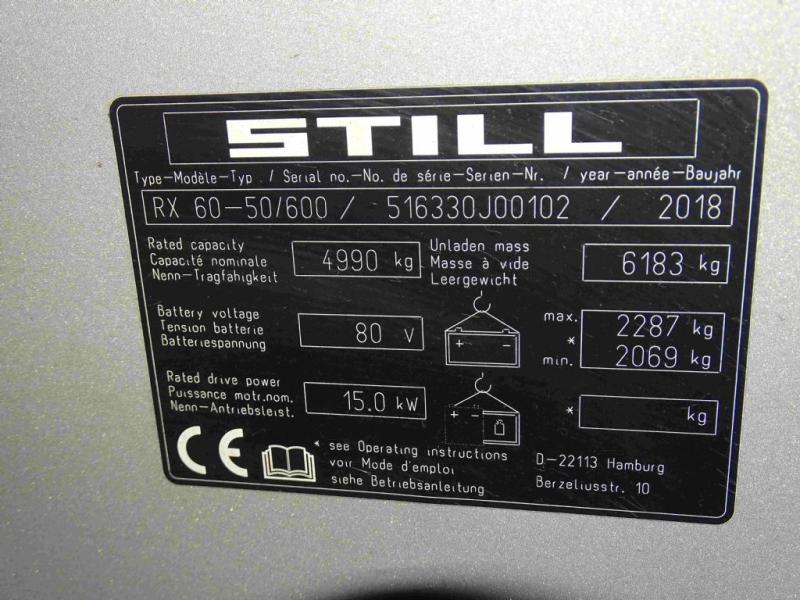 STILL
Type-Modèle-Typ. / Serial no.-No. de série-Serien-Nr. / year-année-Baujahr
RX 60-50/600 / 516330J00102 / 2018
Rated capacity
Capacité nominale
Nenn-Tragfähigkeit
4990 kg
Unladen mass
Masse à vide
Leergewicht
6183 kg
Battery voltage
Tension batterie
Batteriespannung
80 V
+ -
max.
*
min.
2287 kg
2069 kg
Rated drive power
Puissance motr.nom.
Nenn-Antriebsleist.
15.0 kW
+ -
*
kg
CE
* see Operating instructions
voir Mode d'emploi
siehe Betriebsanleitung
D-22113 Hamburg
Berzeliusstr. 10